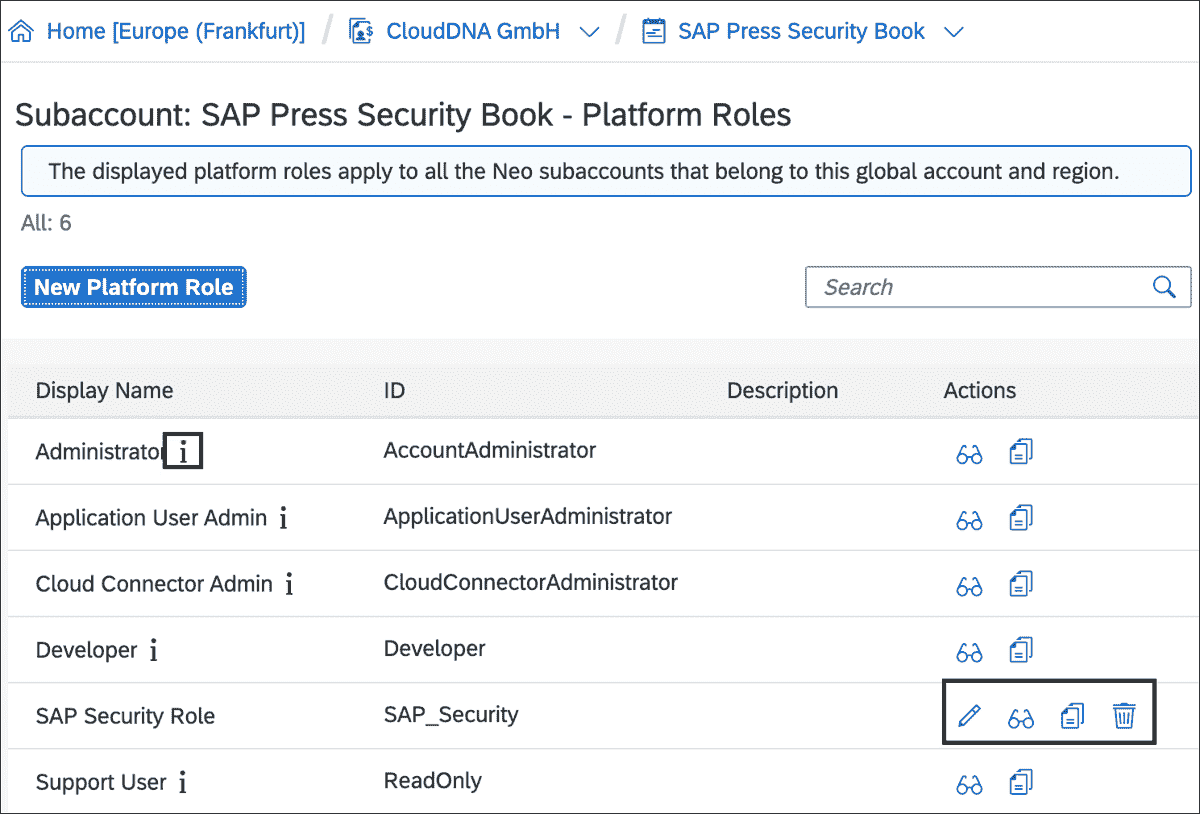 Home [Europe (Frankfurt)] / CloudDNA GmbH / SAP Press Security Book
Subaccount: SAP Press Security Book - Platform Roles
The displayed platform roles apply to all the Neo subaccounts that belong to this global account and region.
All: 6
New Platform Role Search
Display Name ID Description Actions
Administrator i AccountAdministrator
Application User Admin i ApplicationUserAdministrator
Cloud Connector Admin i CloudConnectorAdministrator
Developer i Developer
SAP Security Role SAP_Security
Support User i ReadOnly